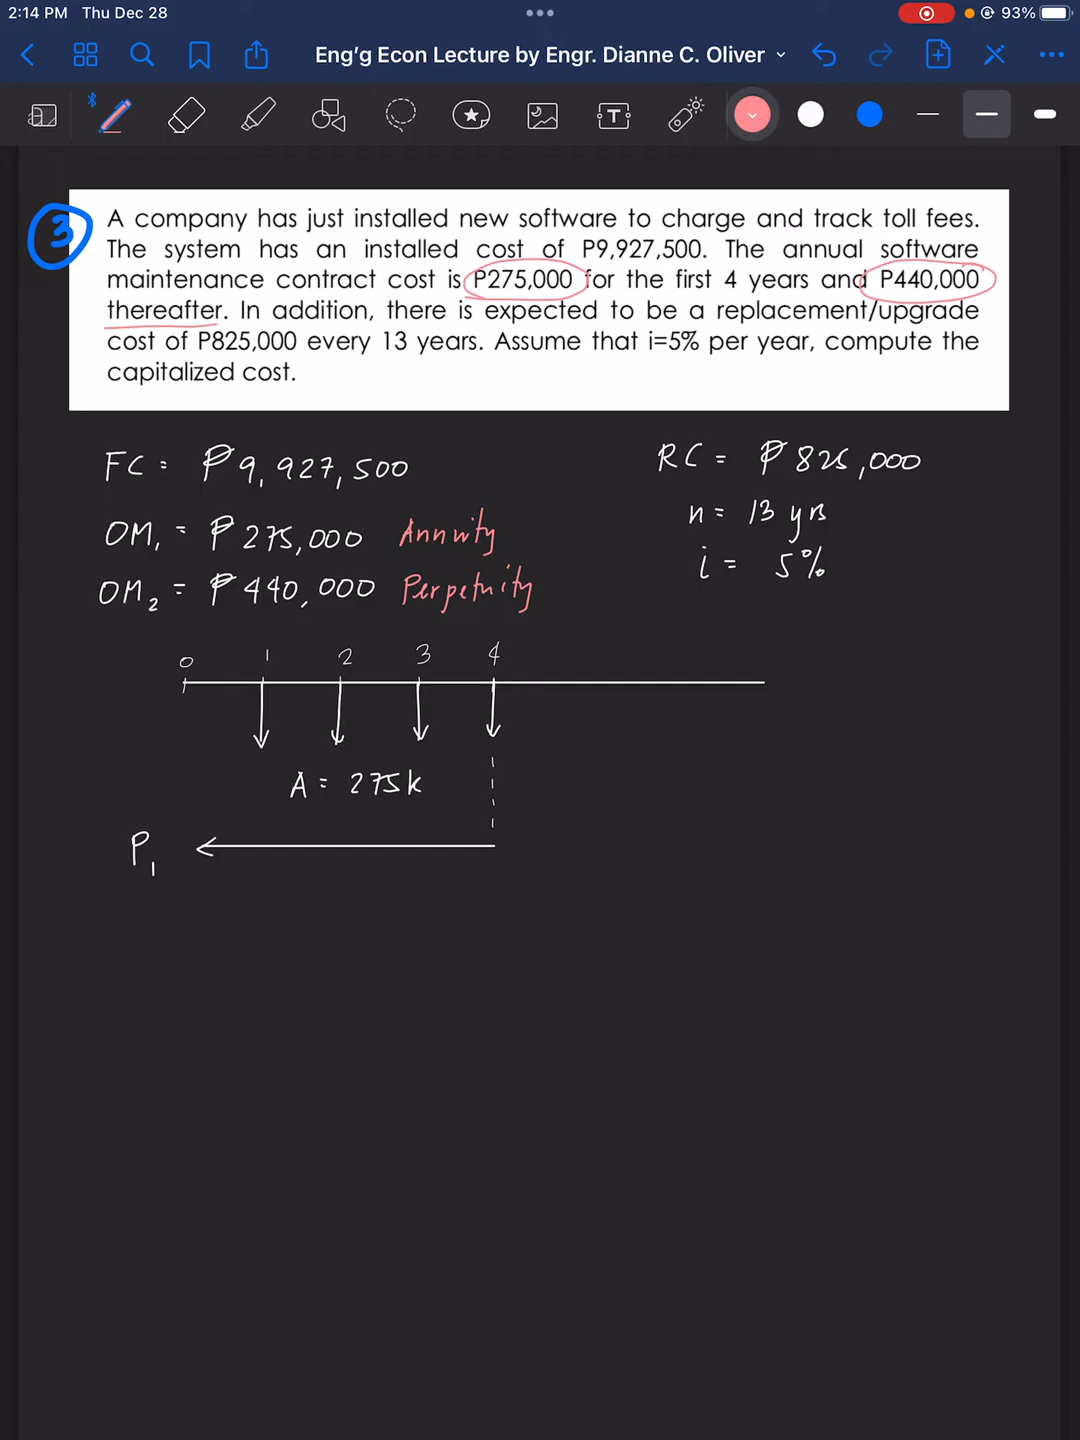 2:14 PM Thu Dec 28
93%
Eng'g Econ Lecture by Engr. Dianne C. Oliver
T
3
A company has just installed new software to charge and track toll fees.
The system has an installed cost of P9,927,500. The annual software
maintenance contract cost is P275,000 for the first 4 years and P440,000
thereafter. In addition, there is expected to be a replacement/upgrade
cost of P825,000 every 13 years. Assume that i=5% per year, compute the
capitalized cost.
FC = ₱9,927,500
RC = ₱825,000
OM₁ = ₱275,000 Annuity
n = 13 yrs
OM₂ = ₱440,000 Perpetuity
i = 5%
0 1 2 3 4
A = 275k
P₁